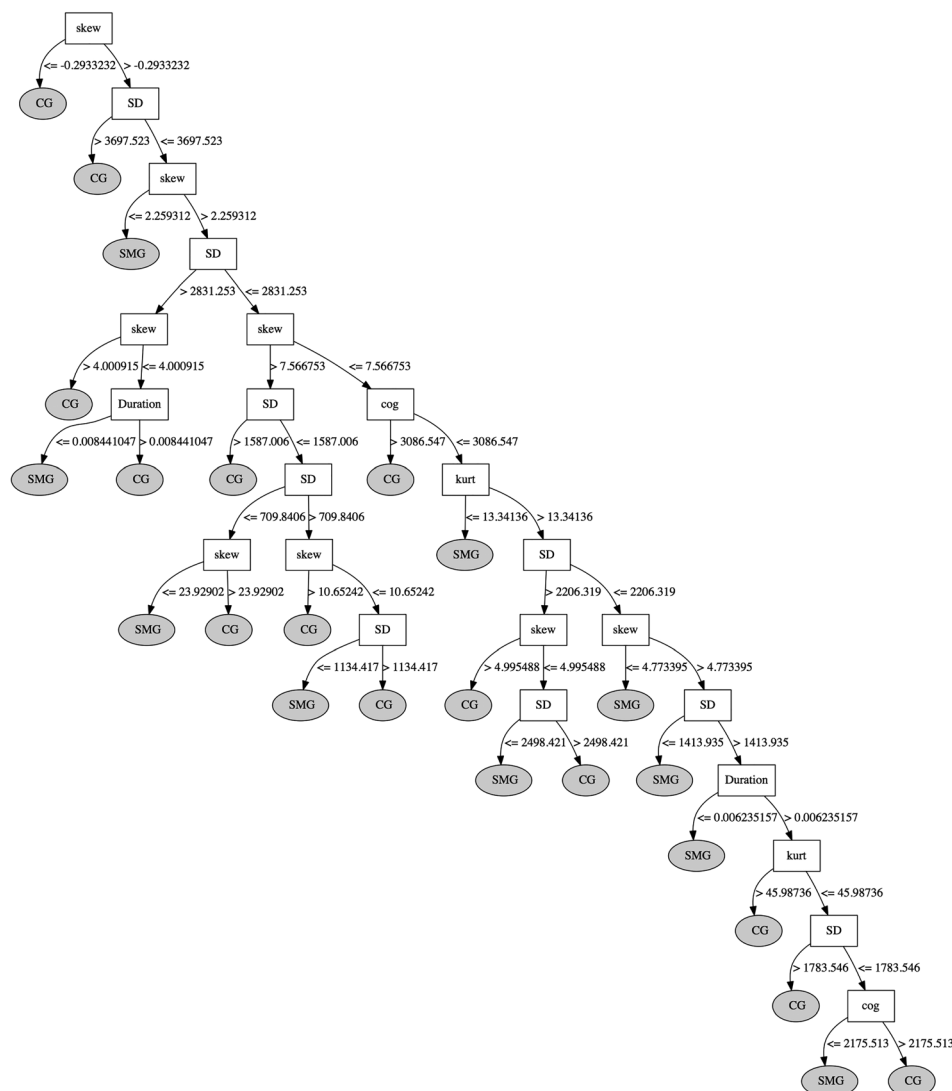 skew
<= -0.2933232 > -0.2933232
CG SD
> 3697.523 <= 3697.523
CG skew
<= 2.259312 > 2.259312
SMG SD
> 2831.253 <= 2831.253
skew skew
> 4.000915 <= 4.000915 > 7.566753 <= 7.566753
CG Duration SD cog
<= 0.008441047 > 0.008441047 > 1587.006 <= 1587.006 > 3086.547 <= 3086.547
SMG CG CG SD CG kurt
<= 709.8406 > 709.8406 <= 13.34136 > 13.34136
skew skew SMG SD
<= 23.92902 > 23.92902 > 10.65242 <= 10.65242 > 2206.319 <= 2206.319
SMG CG CG SD skew skew
<= 1134.417 > 1134.417 > 4.995488 <= 4.995488 <= 4.773395 > 4.773395
SMG CG CG SD SMG SD
<= 2498.421 > 2498.421 <= 1413.935 > 1413.935
SMG CG SMG Duration
<= 0.006235157 > 0.006235157
SMG kurt
> 45.98736 <= 45.98736
CG SD
> 1783.546 <= 1783.546
CG cog
<= 2175.513 > 2175.513
SMG CG